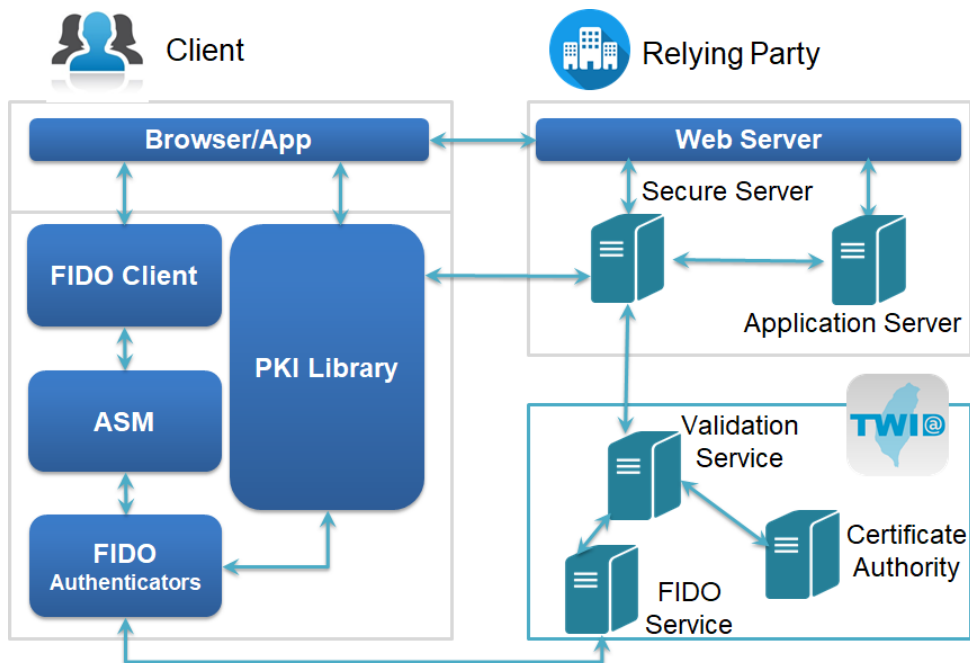 Client
Relying Party
Browser/App
Web Server
Secure Server
FIDO Client
PKI Library
Application Server
ASM
TWID@
Validation
Service
FIDO
Authenticators
Certificate
Authority
FIDO
Service